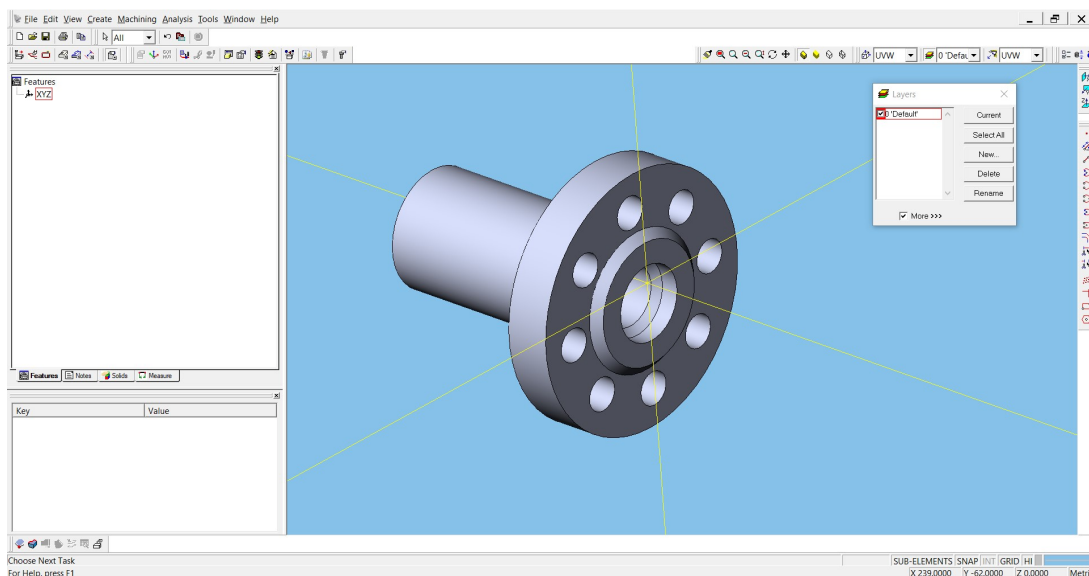 File Edit View Create Machining Analysis Tools Window Help
All
UVW 0 'Defau UVW
Features
XYZ
Layers
0 'Default'
Current
Select All
New...
Delete
Rename
More >>>
Features Notes Solids Measure
Key Value
Choose Next Task
SUB-ELEMENTS SNAP INT GRID HI
For Help, press F1
X 239.0000 Y -62.0000 Z 0.0000 Metri